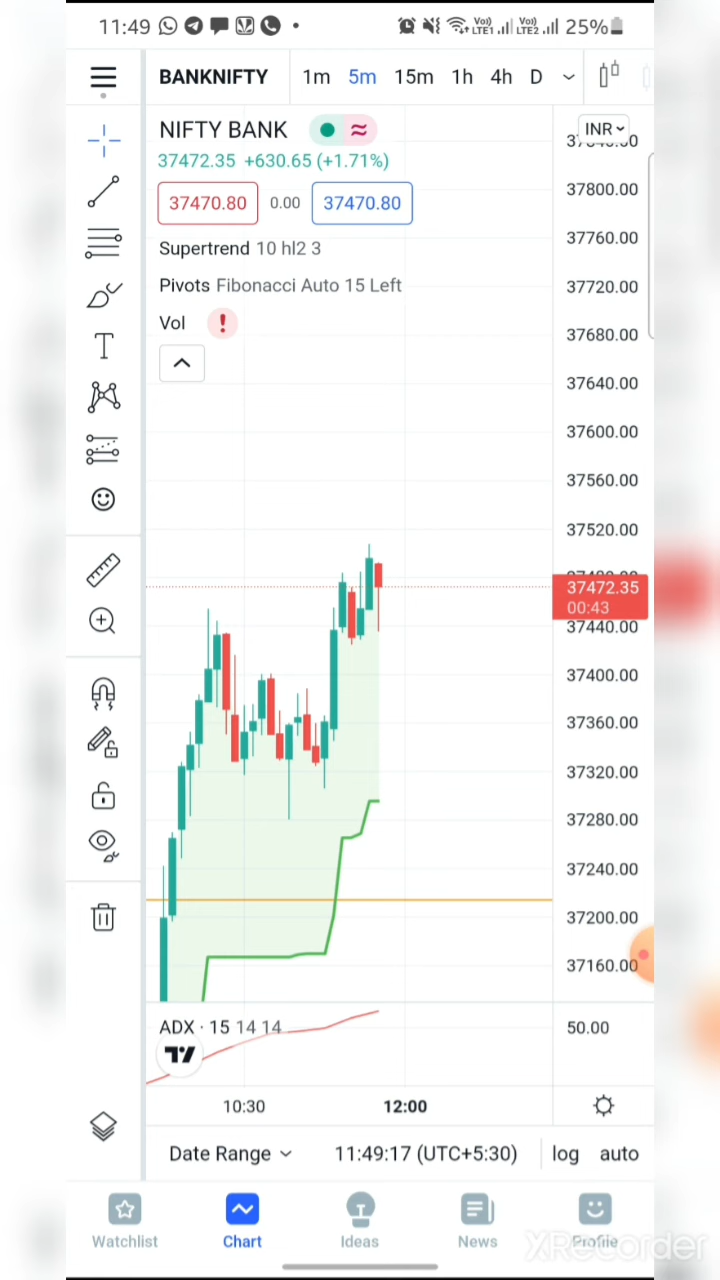 11:49 Vo)) LTE1 Vo)) LTE2 25%
BANKNIFTY 1m 5m 15m 1h 4h D
NIFTY BANK INR
37472.35 +630.65 (+1.71%)
37800.00
37470.80 0.00 37470.80
37760.00
Supertrend 10 hl2 3
Pivots Fibonacci Auto 15 Left
37720.00
Vol
37680.00
37640.00
37600.00
37560.00
37520.00
37472.35
00:43
37440.00
37400.00
37360.00
37320.00
37280.00
37240.00
37200.00
37160.00
ADX · 15 14 14 50.00
10:30 12:00
Date Range 11:49:17 (UTC+5:30) log auto
Watchlist Chart Ideas News Profile
XRecorder